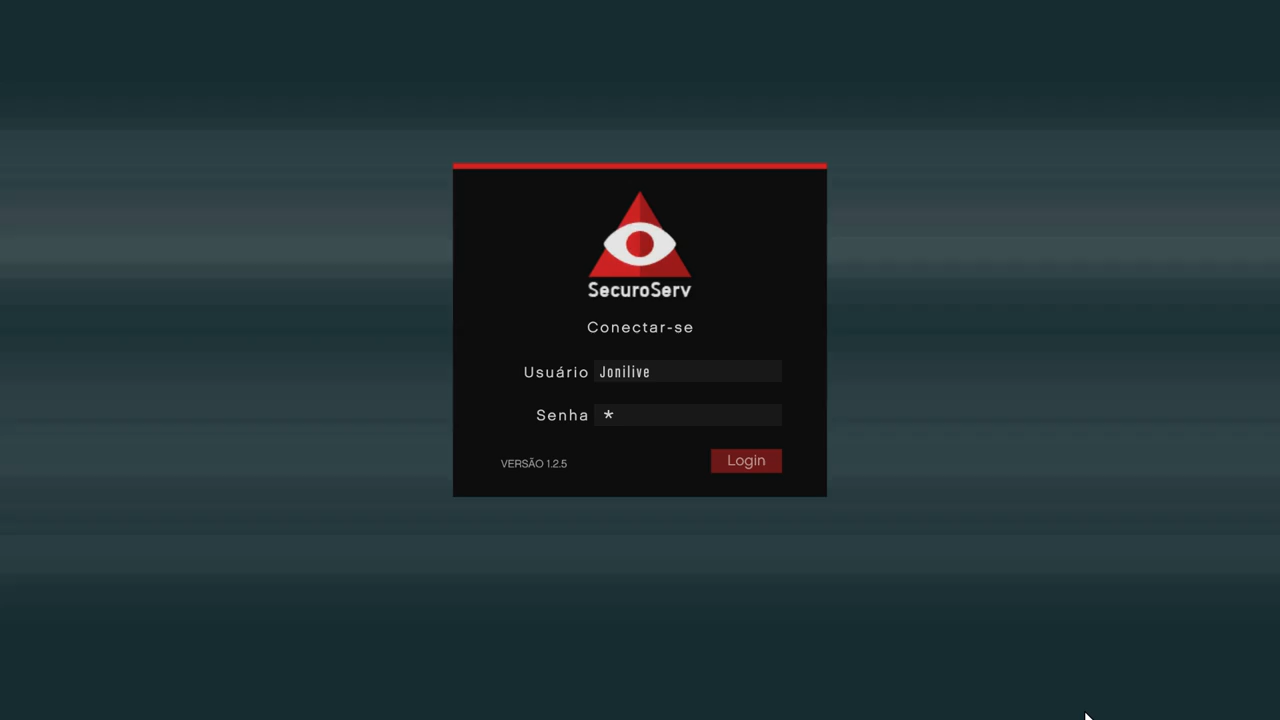 SecuroServ
Conectar-se
Usuário Jonilive
Senha *
VERSÃO 1.2.5
Login